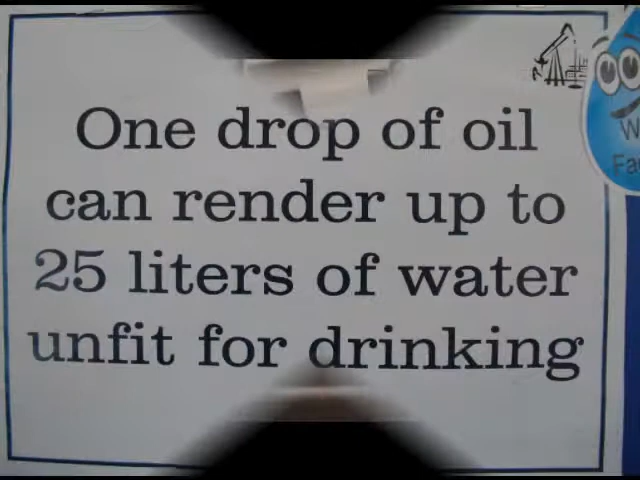 One drop of oil
can render up to
25 liters of water
unfit for drinking